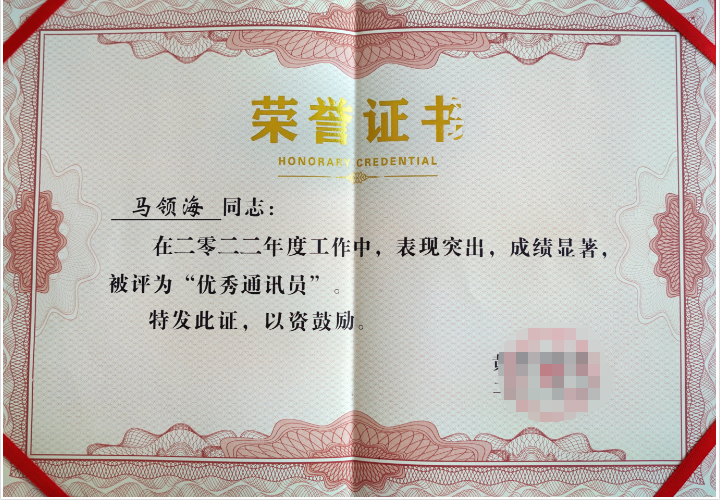 荣誉证书
HONORARY CREDENTIAL
马领海同志：
在二零二二年度工作中，表现突出，成绩显著，
被评为“优秀通讯员”。
特发此证，以资鼓励。